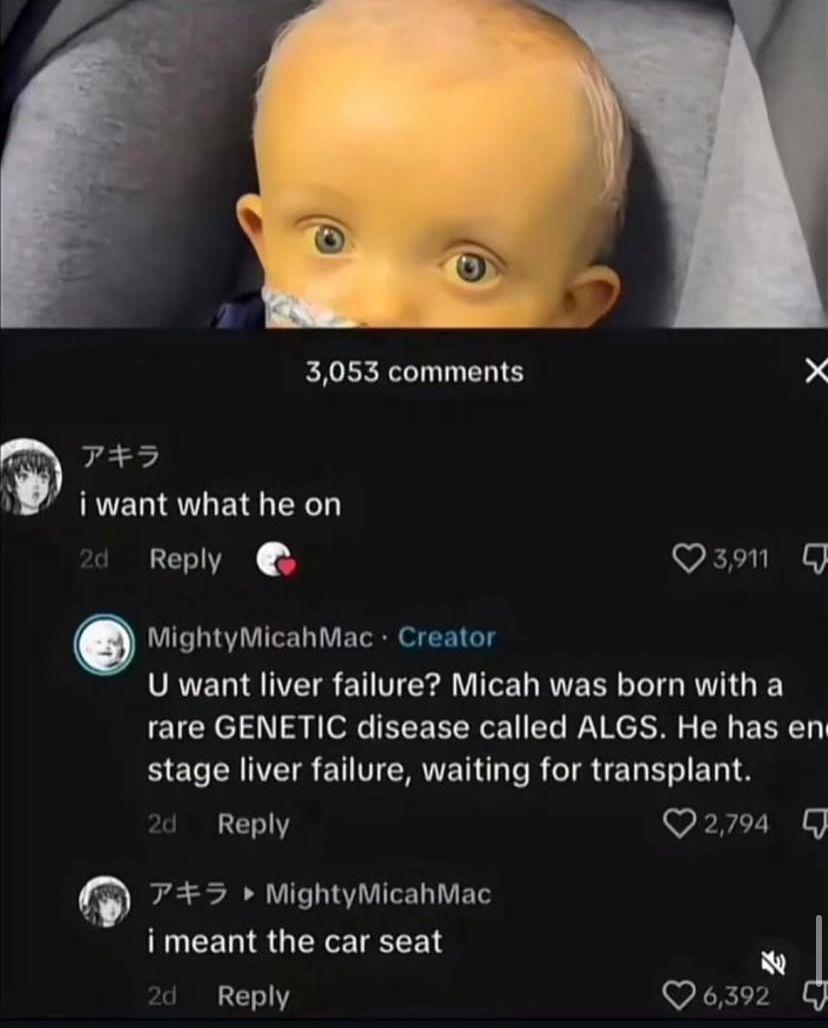 3,053 comments
アキラ
i want what he on
2d Reply 3,911
MightyMicahMac · Creator
U want liver failure? Micah was born with a
rare GENETIC disease called ALGS. He has en
stage liver failure, waiting for transplant.
2d Reply 2,794
アキラ ▸ MightyMicahMac
i meant the car seat
2d Reply 6,392